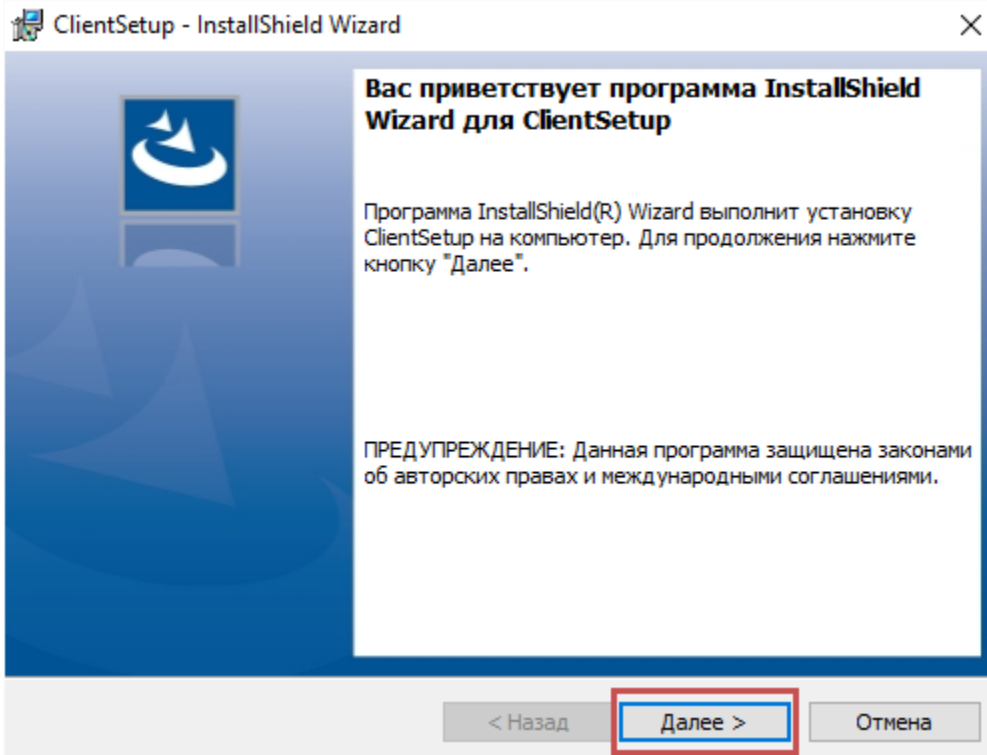 ClientSetup - InstallShield Wizard
Вас приветствует программа InstallShield
Wizard для ClientSetup
Программа InstallShield(R) Wizard выполнит установку
ClientSetup на компьютер. Для продолжения нажмите
кнопку "Далее".
ПРЕДУПРЕЖДЕНИЕ: Данная программа защищена законами
об авторских правах и международными соглашениями.
< Назад
Далее >
Отмена